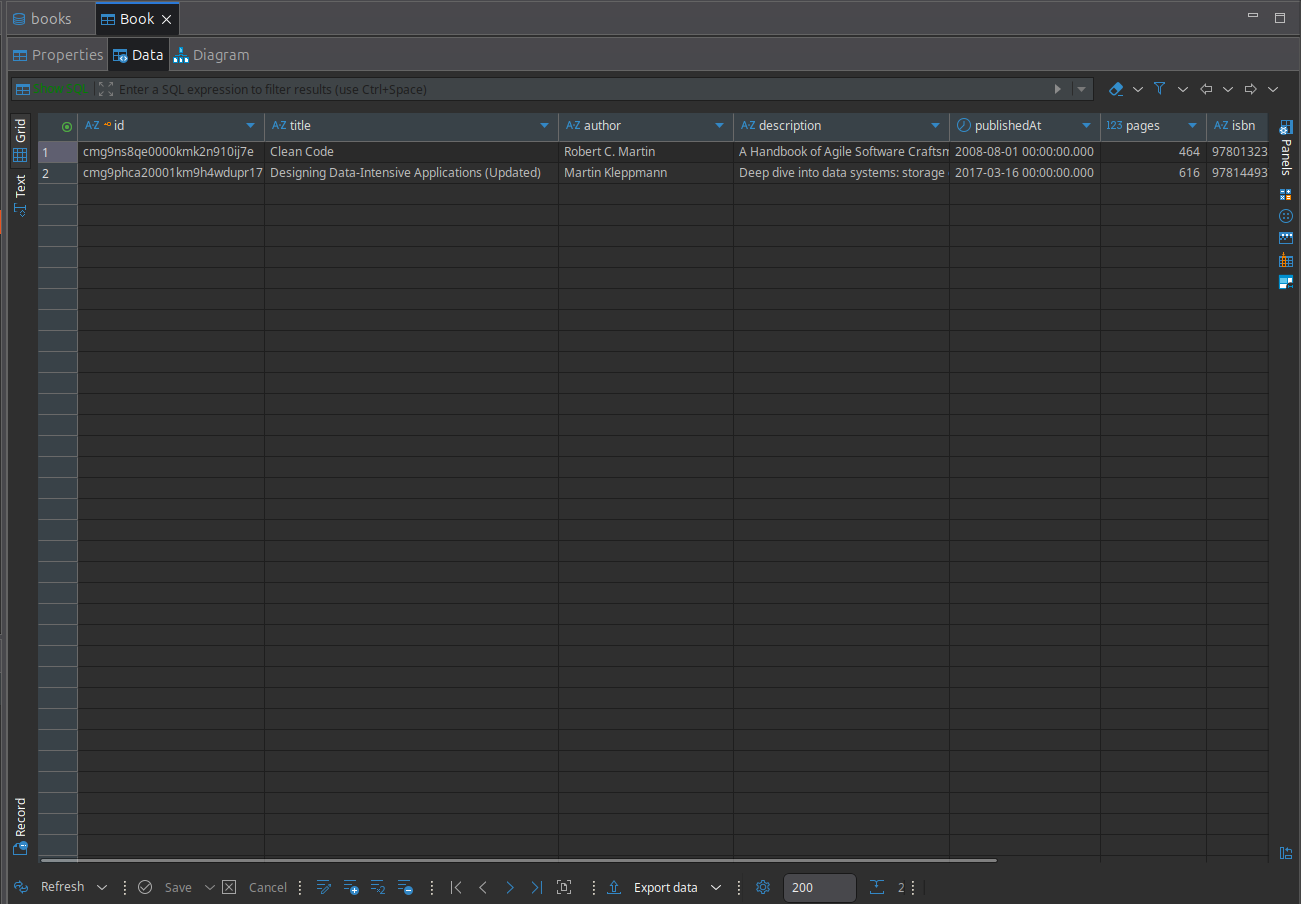 books
Book
Properties
Data
Diagram
Show SQL
Enter a SQL expression to filter results (use Ctrl+Space)
Grid
Text
Record
Panels
A-Z id A-Z title A-Z author A-Z description publishedAt 123 pages A-Z isbn
1 cmg9ns8qe0000kmk2n910ij7e Clean Code Robert C. Martin A Handbook of Agile Software Craftsm 2008-08-01 00:00:00.000 464 97801323
2 cmg9phca20001km9h4wdupr17 Designing Data-Intensive Applications (Updated) Martin Kleppmann Deep dive into data systems: storage 2017-03-16 00:00:00.000 616 97814493
Refresh Save Cancel Export data 200 2